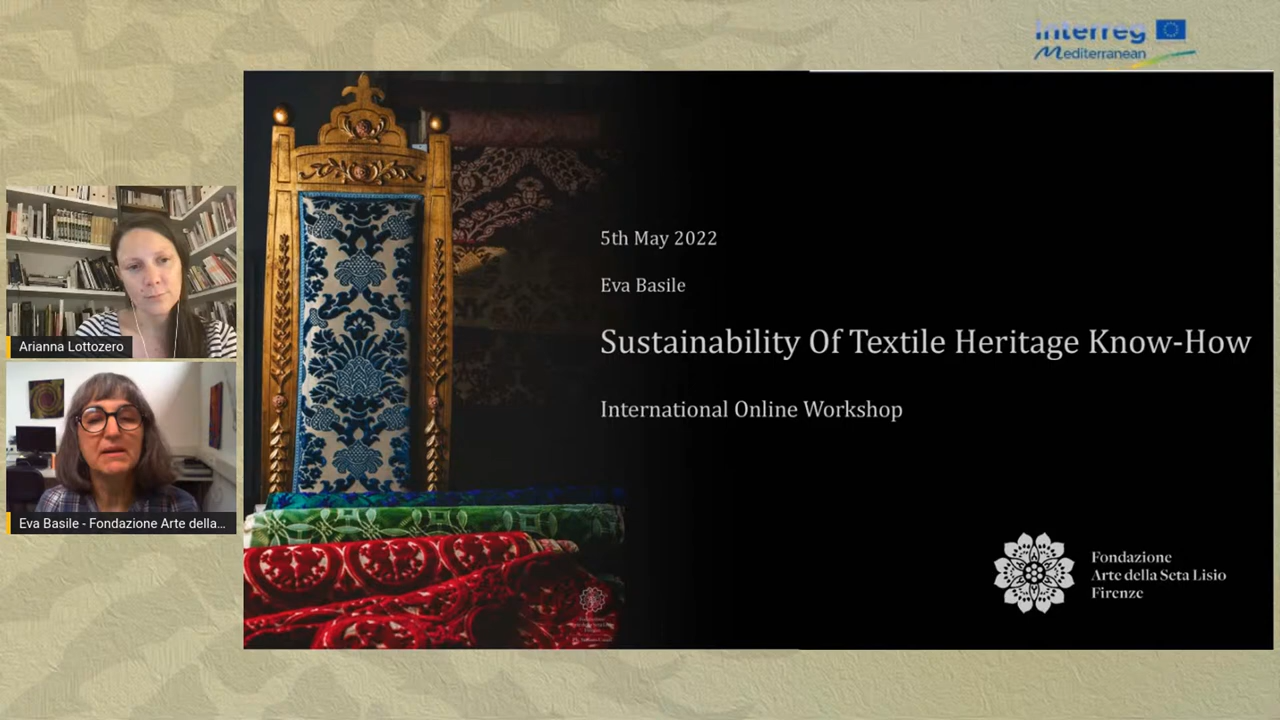 Interreg
Mediterranean
5th May 2022
Eva Basile
Sustainability Of Textile Heritage Know-How
International Online Workshop
Arianna Lottozero
Eva Basile - Fondazione Arte della...
Fondazione
Arte della Seta Lisio
Firenze